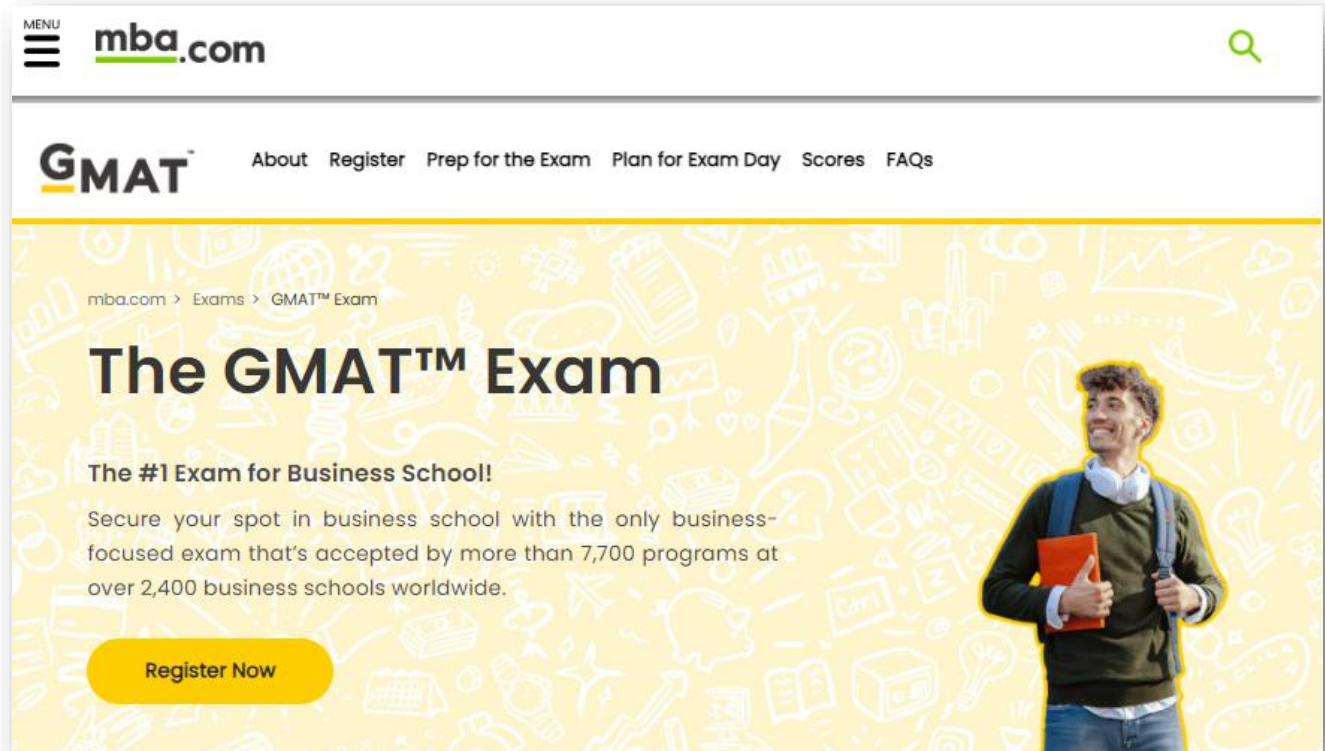 MENU
mba.com
GMAT™
About Register Prep for the Exam Plan for Exam Day Scores FAQs
mba.com > Exams > GMAT™ Exam
The GMAT™ Exam
The #1 Exam for Business School!
Secure your spot in business school with the only business-
focused exam that's accepted by more than 7,700 programs at
over 2,400 business schools worldwide.
Register Now
Ctrl